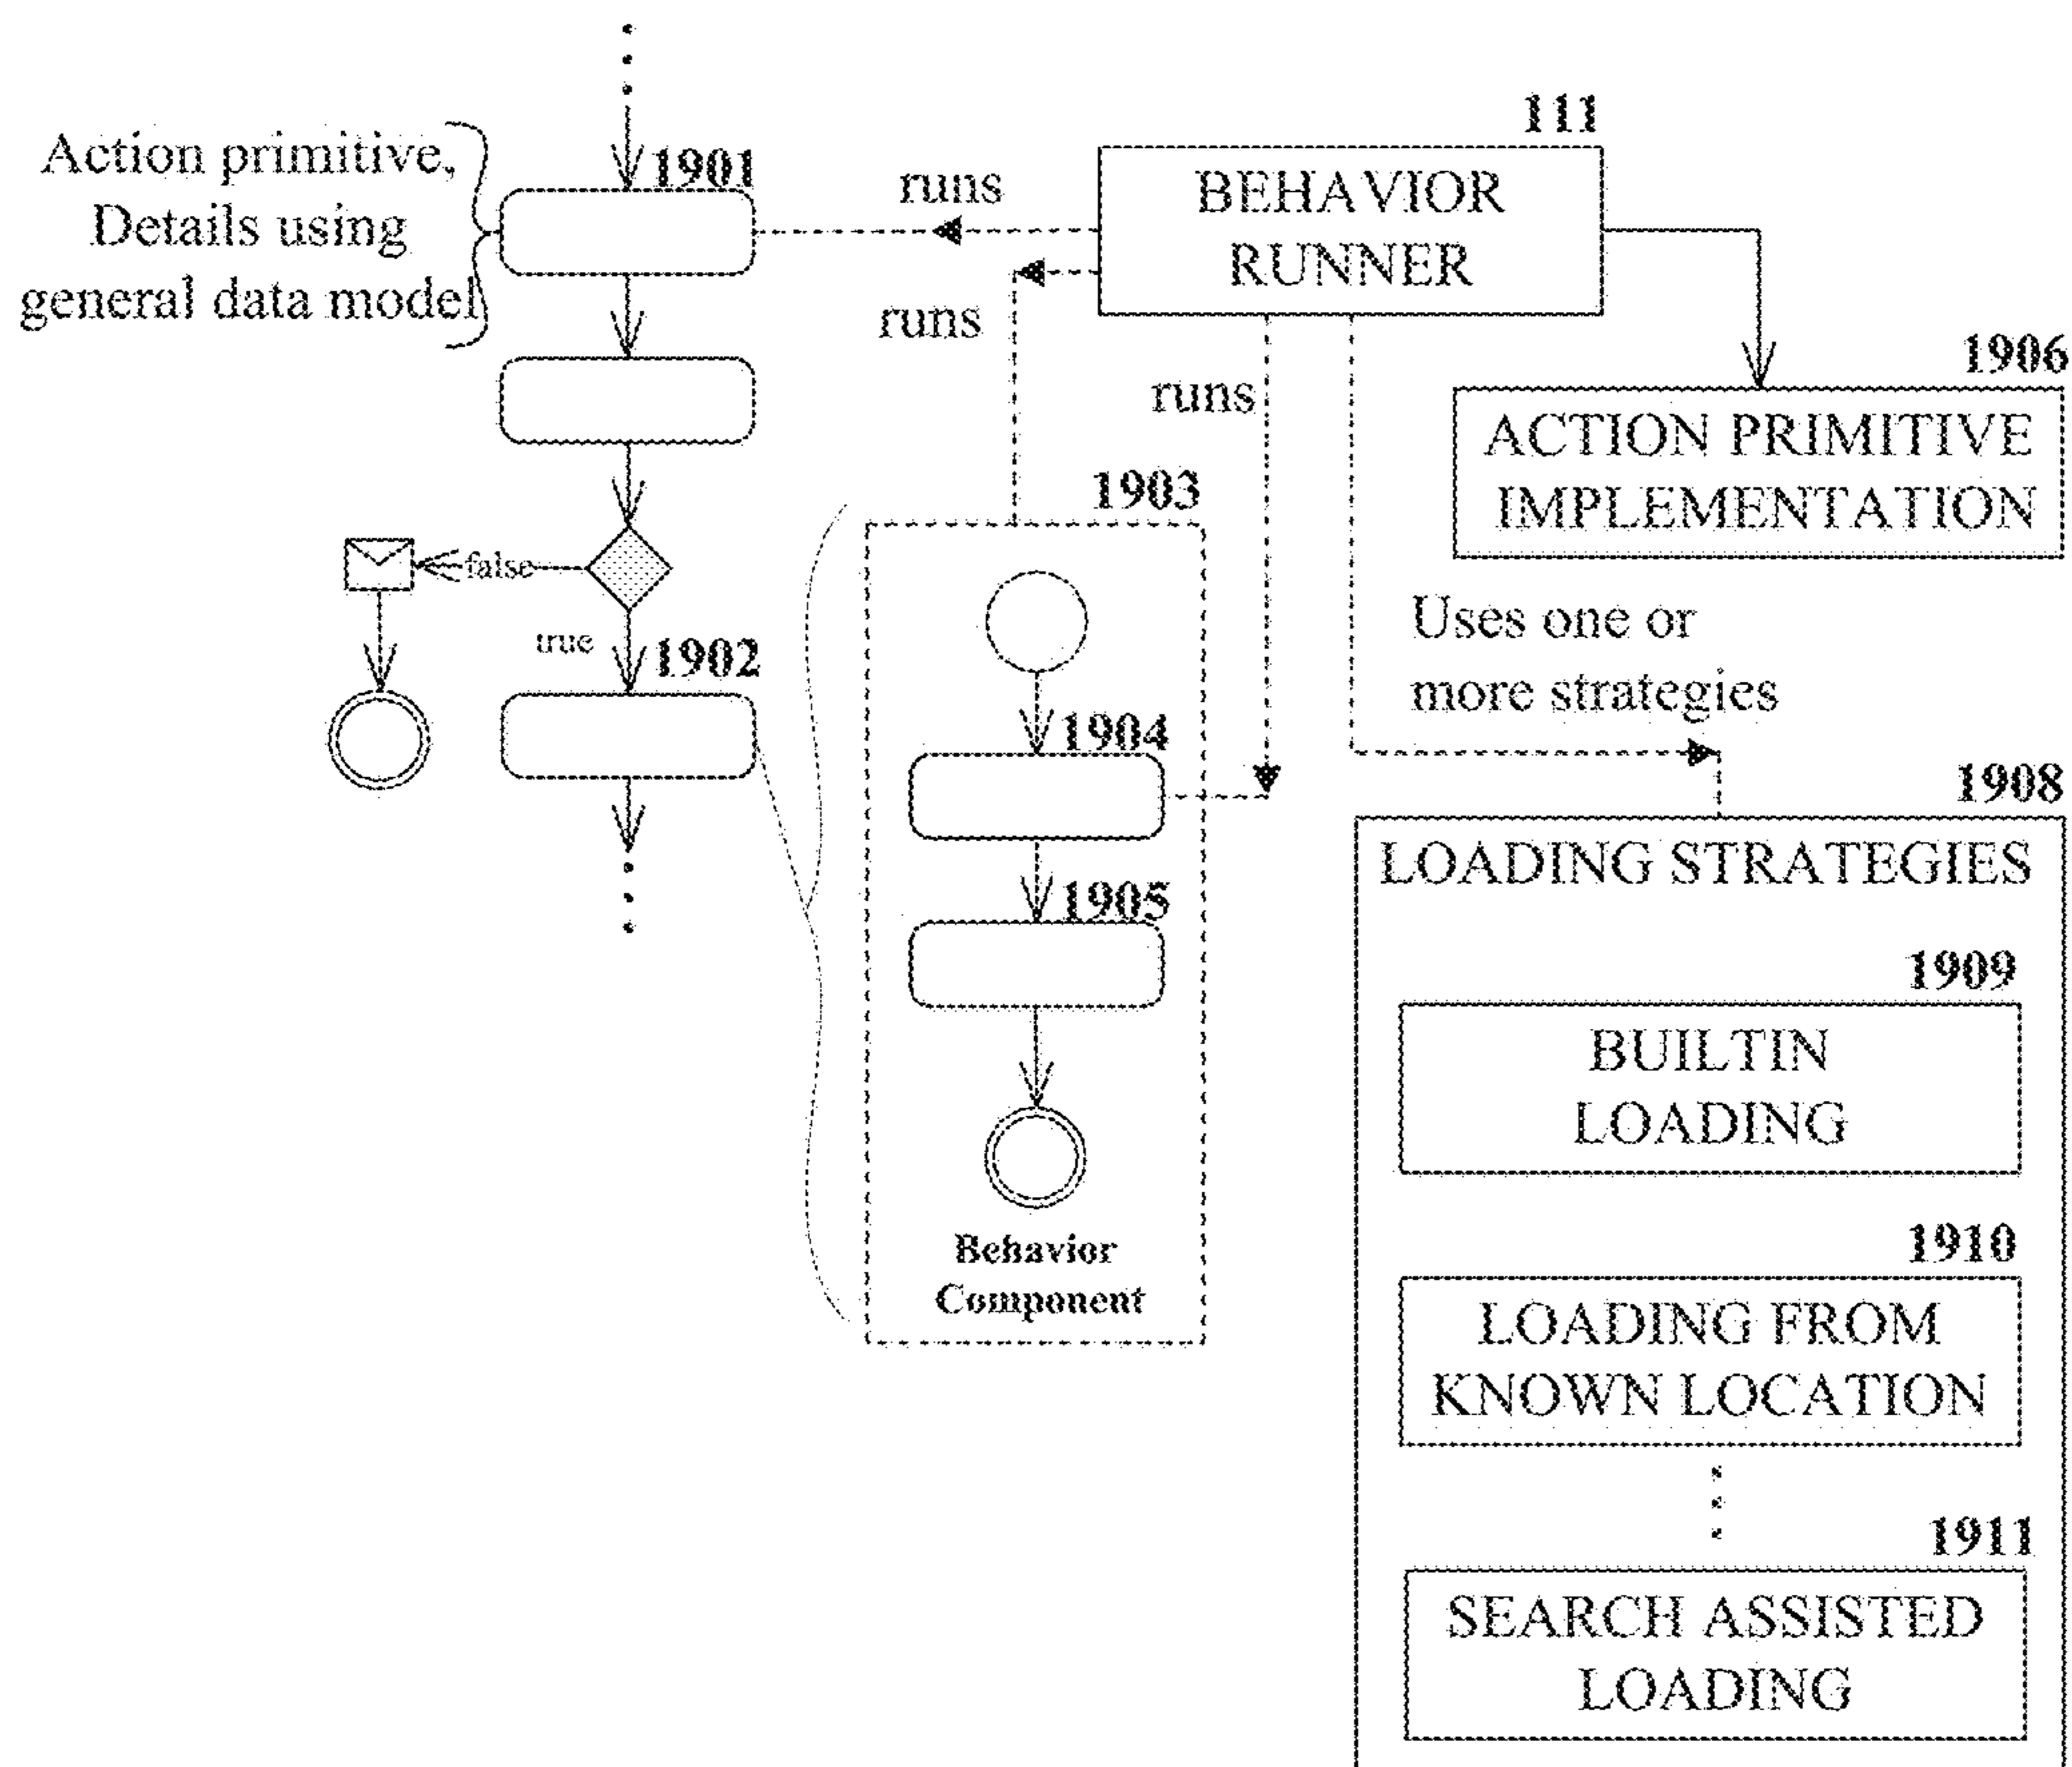 Action primitive,
Details using
general data model
1901
runs
111
BEHAVIOR
RUNNER
runs
runs
1906
ACTION PRIMITIVE
IMPLEMENTATION
false
true
1902
1903
1904
1905
Behavior
Component
Uses one or
more strategies
1908
LOADING STRATEGIES
1909
BUILTIN
LOADING
1910
LOADING FROM
KNOWN LOCATION
1911
SEARCH ASSISTED
LOADING